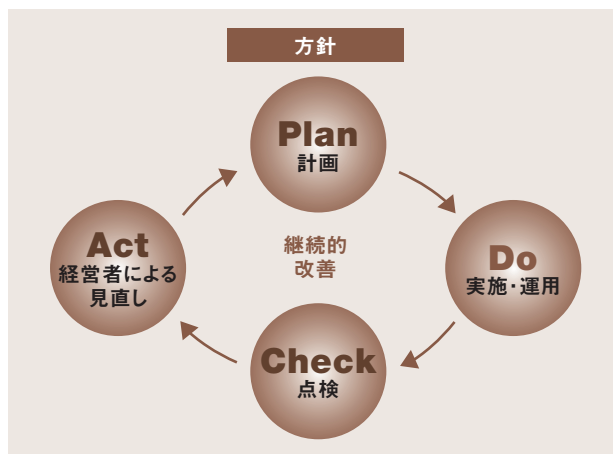 方針
Plan
計画
Do
実施・運用
Check
点検
Act
経営者による
見直し
継続的
改善